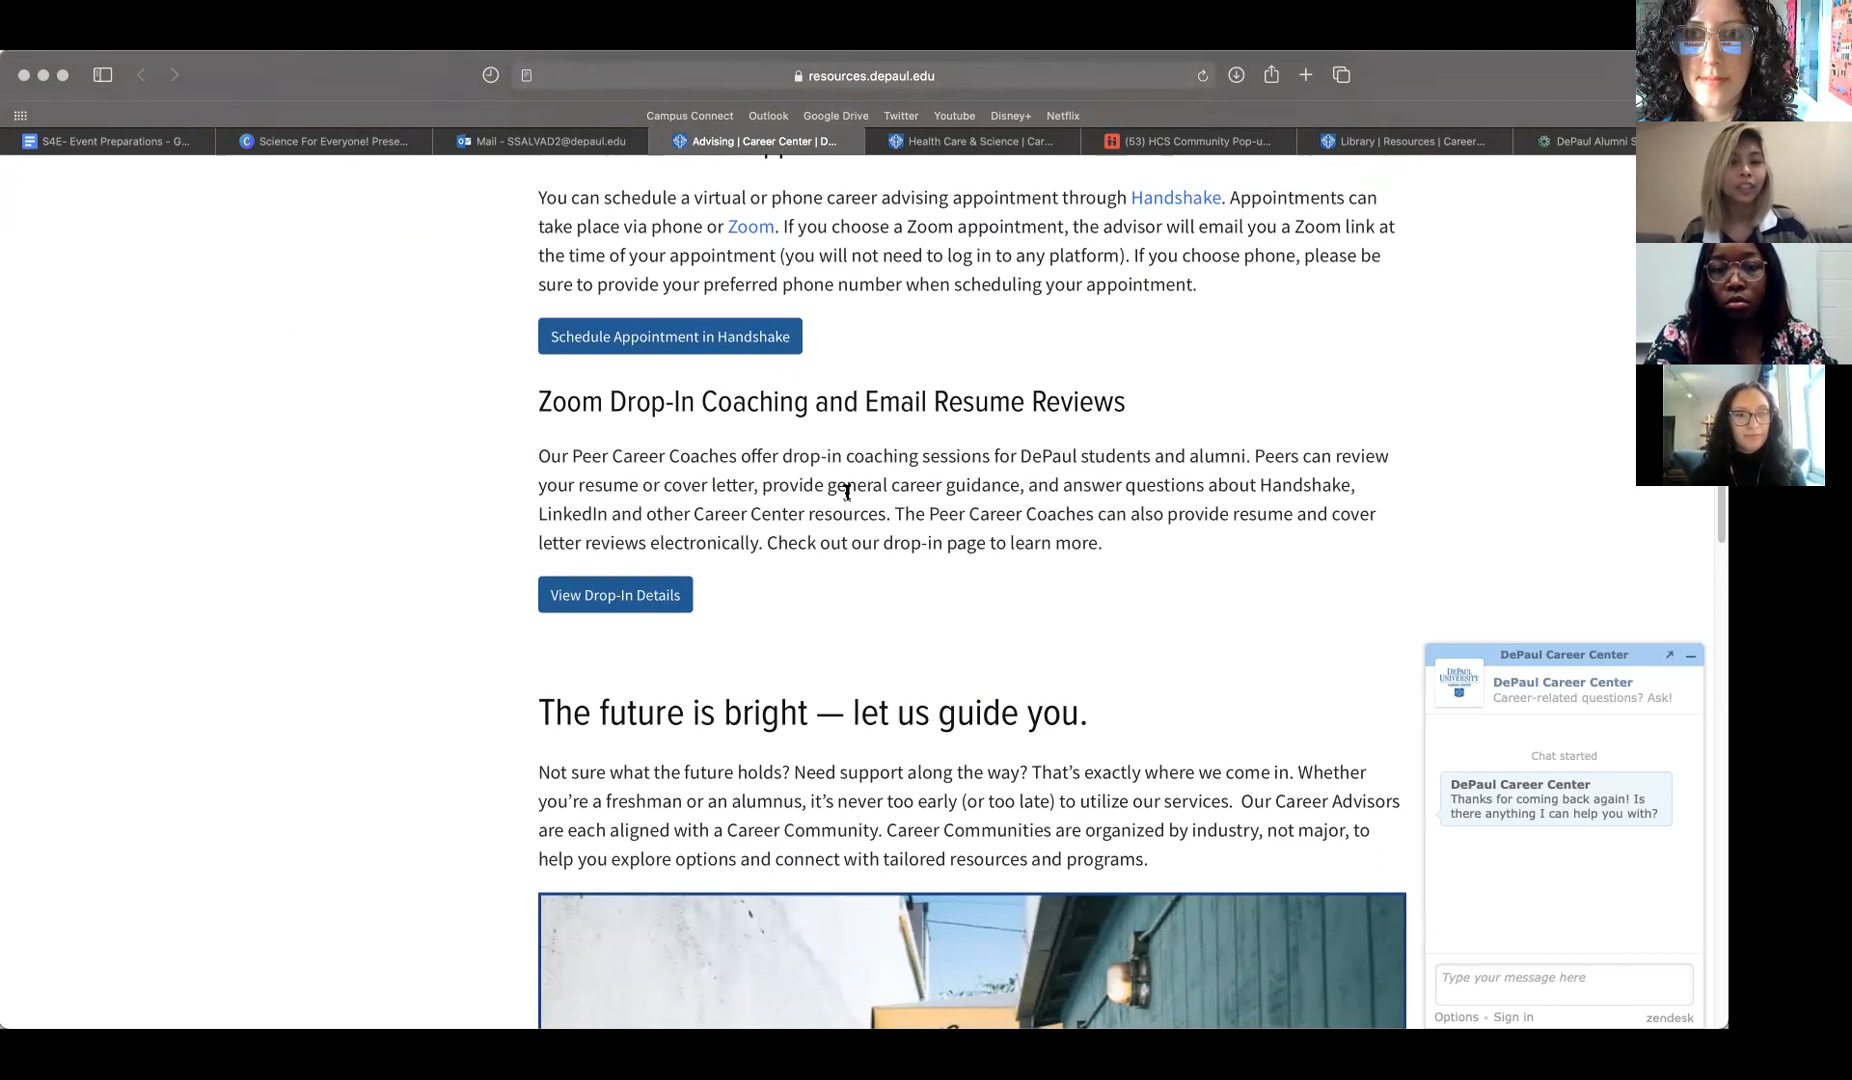 resources.depaul.edu
Campus Connect Outlook Google Drive Twitter Youtube Disney+ Netflix
S4E- Event Preparations - G... Science For Everyone! Prese... Mail - SSALVAD2@depaul.edu Advising | Career Center | D... Health Care & Science | Car... (53) HCS Community Pop-u... Library | Resources | Career... DePaul Alumni S
You can schedule a virtual or phone career advising appointment through Handshake. Appointments can
take place via phone or Zoom. If you choose a Zoom appointment, the advisor will email you a Zoom link at
the time of your appointment (you will not need to log in to any platform). If you choose phone, please be
sure to provide your preferred phone number when scheduling your appointment.
Schedule Appointment in Handshake
Zoom Drop-In Coaching and Email Resume Reviews
Our Peer Career Coaches offer drop-in coaching sessions for DePaul students and alumni. Peers can review
your resume or cover letter, provide general career guidance, and answer questions about Handshake,
LinkedIn and other Career Center resources. The Peer Career Coaches can also provide resume and cover
letter reviews electronically. Check out our drop-in page to learn more.
View Drop-In Details
The future is bright — let us guide you.
Not sure what the future holds? Need support along the way? That's exactly where we come in. Whether
you're a freshman or an alumnus, it's never too early (or too late) to utilize our services. Our Career Advisors
are each aligned with a Career Community. Career Communities are organized by industry, not major, to
help you explore options and connect with tailored resources and programs.
DePaul Career Center
DEPAUL
UNIVERSITY
DePaul Career Center
Career-related questions? Ask!
Chat started
DePaul Career Center
Thanks for coming back again! Is
there anything I can help you with?
Type your message here
Options • Sign in zendesk